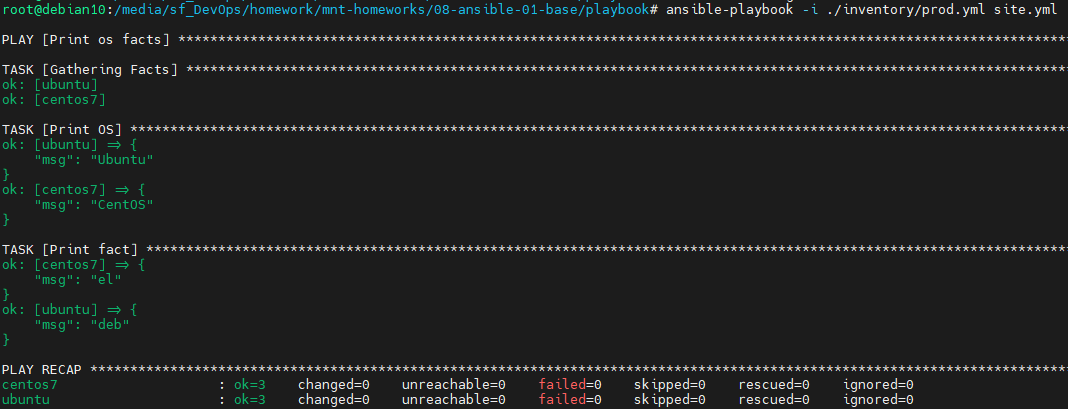 root@debian10:/media/sf_DevOps/homework/mnt-homeworks/08-ansible-01-base/playbook# ansible-playbook -i ./inventory/prod.yml site.yml
PLAY [Print os facts] ***************************************************************************************************************
TASK [Gathering Facts] **************************************************************************************************************
ok: [ubuntu]
ok: [centos7]
TASK [Print OS] *********************************************************************************************************************
ok: [ubuntu] => {
    "msg": "Ubuntu"
}
ok: [centos7] => {
    "msg": "CentOS"
}
TASK [Print fact] *******************************************************************************************************************
ok: [centos7] => {
    "msg": "el"
}
ok: [ubuntu] => {
    "msg": "deb"
}
PLAY RECAP **************************************************************************************************************************
centos7                    : ok=3    changed=0    unreachable=0    failed=0    skipped=0    rescued=0    ignored=0
ubuntu                     : ok=3    changed=0    unreachable=0    failed=0    skipped=0    rescued=0    ignored=0